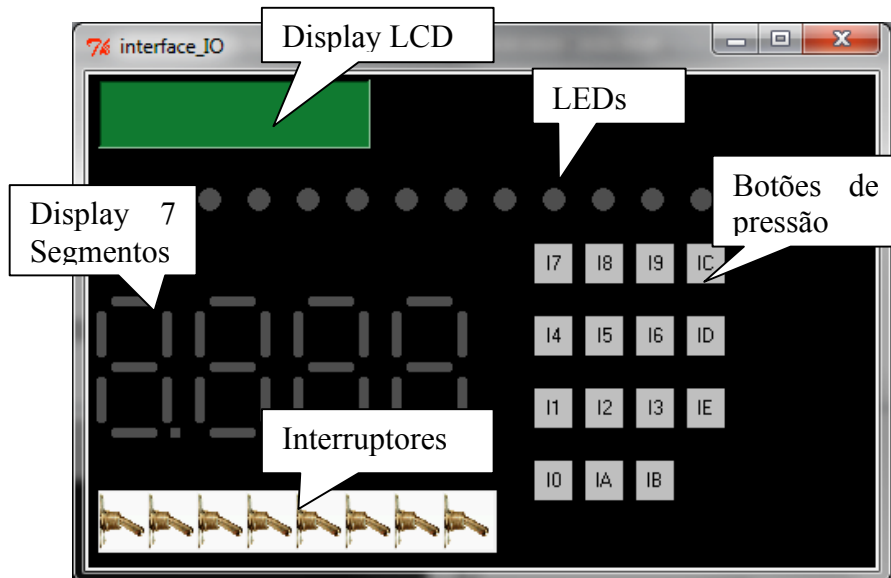 interface_IO
Display LCD
LEDs
Botões de
pressão
Display 7
Segmentos
I7 I8 I9 IC
I4 I5 I6 ID
I1 I2 I3 IE
Interruptores
I0 IA IB